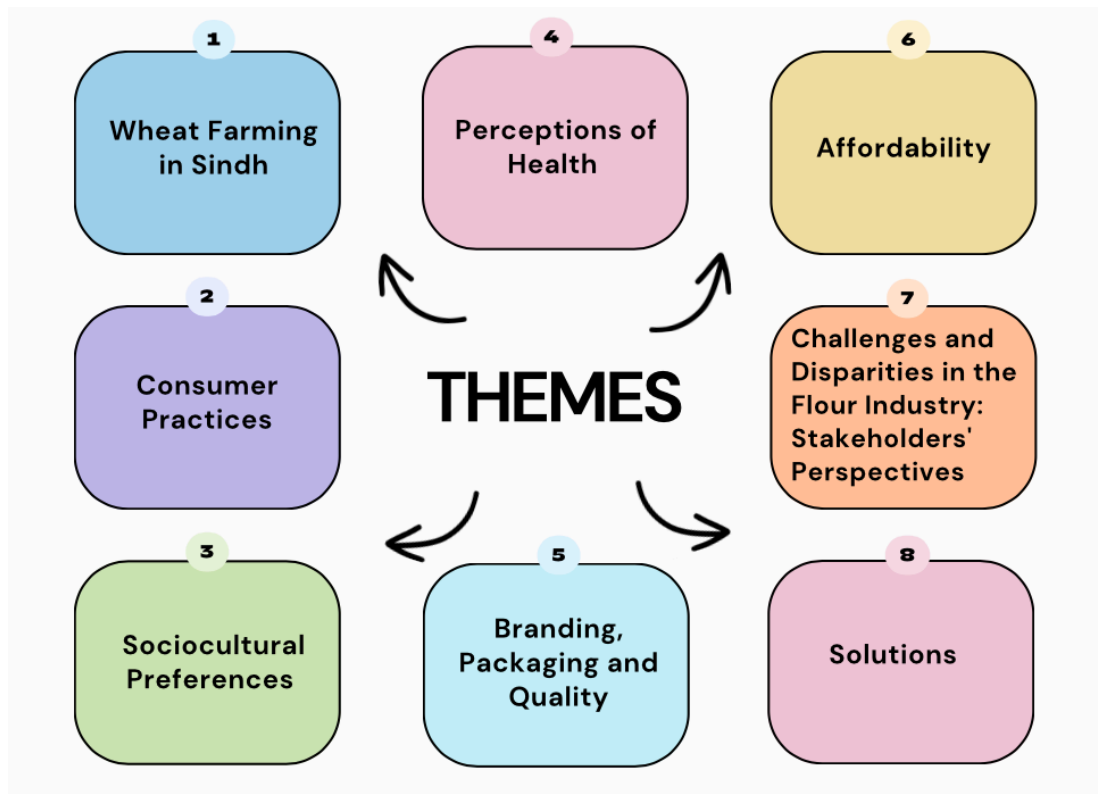 1
Wheat Farming
in Sindh
2
Consumer
Practices
3
Sociocultural
Preferences
4
Perceptions of
Health
THEMES
5
Branding,
Packaging and
Quality
6
Affordability
7
Challenges and
Disparities in the
Flour Industry:
Stakeholders'
Perspectives
8
Solutions